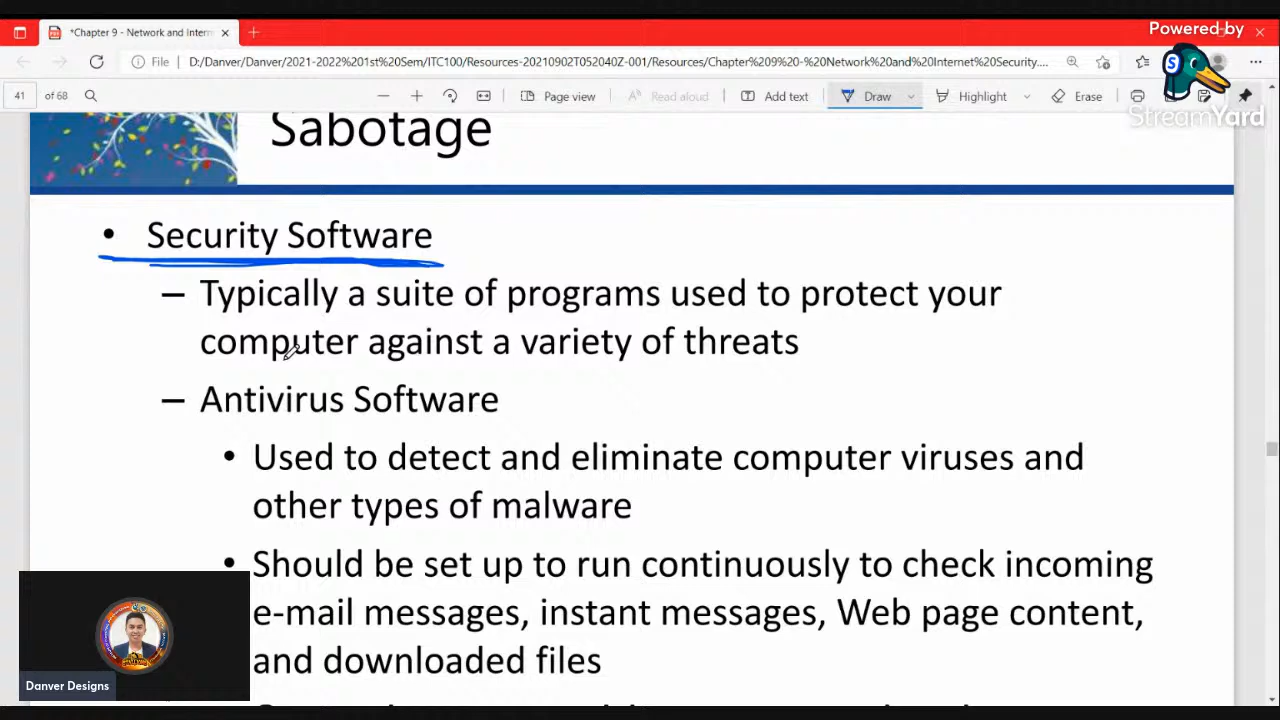 Powered by
*Chapter 9 - Network and Intern
File
D:/Danver/Danver/2021-2022%201st%20Sem/ITC100/Resources-20210902T052040Z-001/Resources/Chapter%209%20-%20Network%20and%20Internet%20Security....
StreamYard
41 of 68
Page view
Read aloud
Add text
Draw
Highlight
Erase
Sabotage
• Security Software
– Typically a suite of programs used to protect your
computer against a variety of threats
– Antivirus Software
• Used to detect and eliminate computer viruses and
other types of malware
• Should be set up to run continuously to check incoming
e-mail messages, instant messages, Web page content,
and downloaded files
Danver Designs